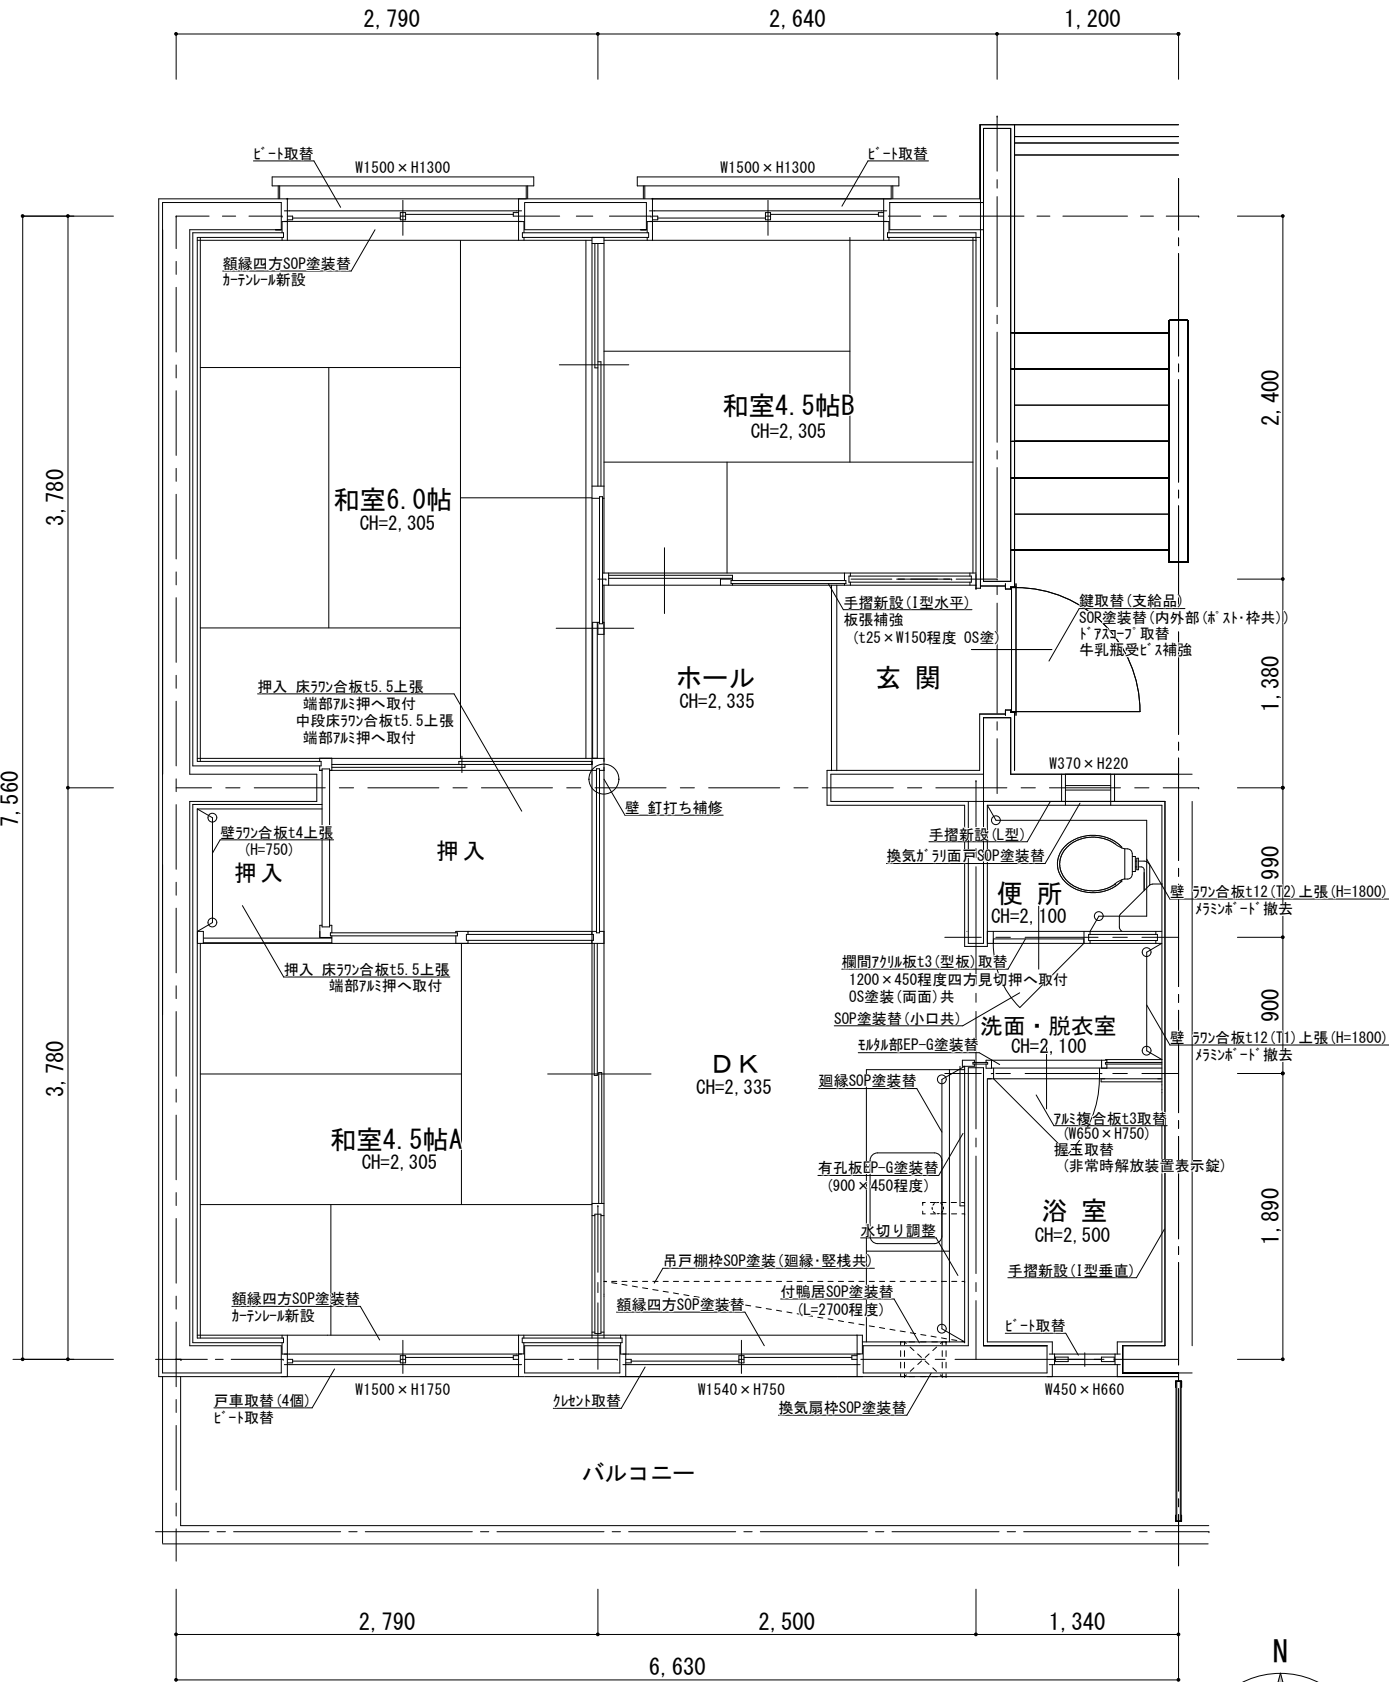 2,790
2,640
1,200
ﾋﾞｰﾄ取替
W1500×H1300
W1500×H1300
ﾋﾞｰﾄ取替
額縁四方SOP塗装替
ｶｰﾃﾝﾚｰﾙ新設
和室4.5帖B
CH=2,305
2,400
3,780
和室6.0帖
CH=2,305
手摺新設(I型水平)
板張補強
(t25×W150程度 OS塗)
鍵取替(支給品)
SOP塗装替(内外部(ﾎﾟｽﾄ･枠共))
ﾄﾞｱｽｺｰﾌﾟ取替
牛乳瓶受ﾋﾞｽ補強
ホール
CH=2,335
玄 関
1,380
押入 床ﾗﾜﾝ合板t5.5上張
端部ｱﾙﾐ押ヘ取付
中段床ﾗﾜﾝ合板t5.5上張
端部ｱﾙﾐ押ヘ取付
7,560
W370×H220
壁 釘打ち補修
壁ﾗﾜﾝ合板t4上張
(H=750)
押入
押入
手摺新設(L型)
換気ｶﾞﾗﾘ面戸SOP塗装替
990
便 所
CH=2,100
壁 ﾗﾜﾝ合板t12(T2)上張(H=1800)
ﾒﾗﾐﾝﾎﾞｰﾄﾞ撤去
押入 床ﾗﾜﾝ合板t5.5上張
端部ｱﾙﾐ押ヘ取付
欄間ｱｸﾘﾙ板t3(型板)取替
1200×450程度四方見切押ヘ取付
OS塗装(両面)共
SOP塗装替(小口共)
900
洗面・脱衣室
CH=2,100
壁 ﾗﾜﾝ合板t12(T1)上張(H=1800)
ﾒﾗﾐﾝﾎﾞｰﾄﾞ撤去
ﾓﾙﾀﾙ部EP-G塗装替
3,780
DK
CH=2,335
廻縁SOP塗装替
ｱﾙﾐ複合板t3取替
(W650×H750)
握玉取替
(非常時解放装置表示錠)
和室4.5帖A
CH=2,305
有孔板EP-G塗装替
(900×450程度)
浴 室
CH=2,500
1,890
水切り調整
吊戸棚枠SOP塗装(廻縁･竪桟共)
手摺新設(I型垂直)
額縁四方SOP塗装替
ｶｰﾃﾝﾚｰﾙ新設
額縁四方SOP塗装替
付鴨居SOP塗装替
(L=2700程度)
ﾋﾞｰﾄ取替
戸車取替(4個)
ﾋﾞｰﾄ取替
W1500×H1750
ｸﾚｾﾝﾄ取替
W1540×H750
換気扇枠SOP塗装替
W450×H660
バルコニー
2,790
2,500
1,340
6,630
N